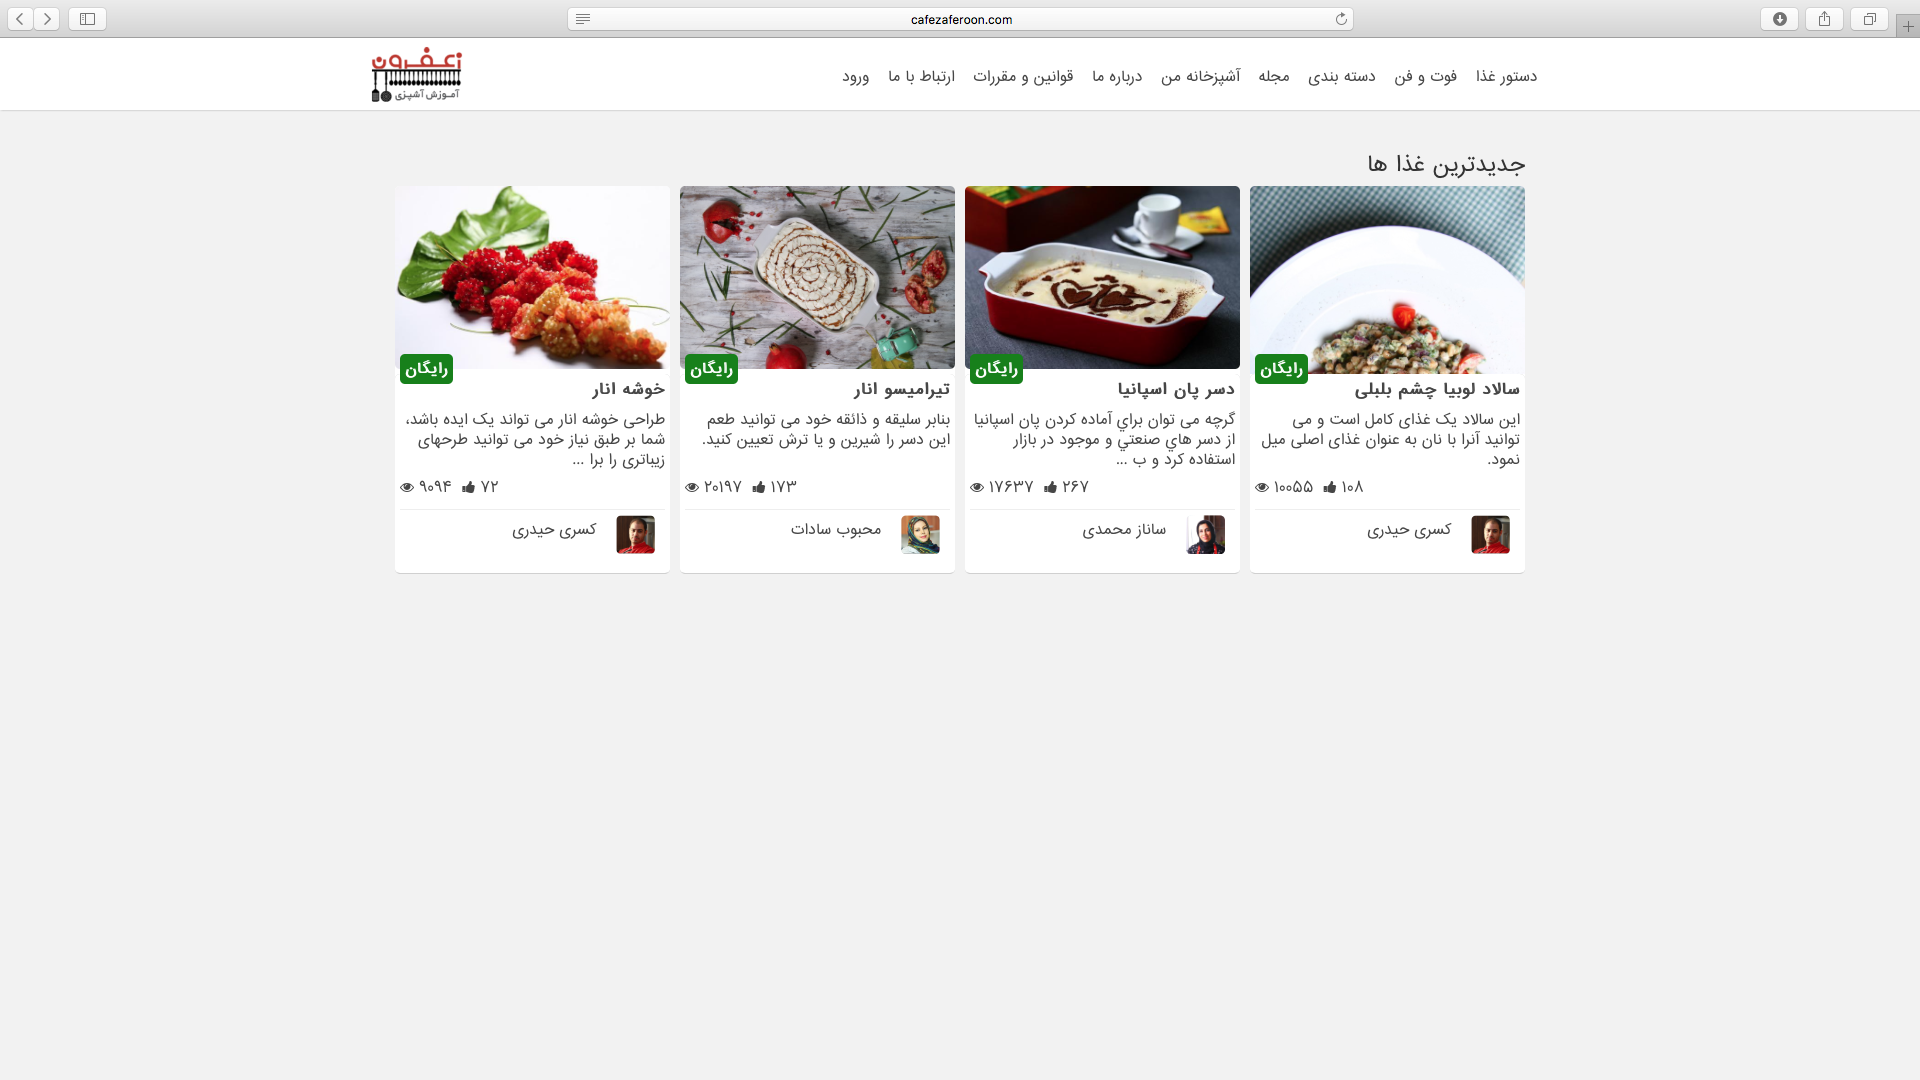 cafezaferoon.com
زعفرون
آموزش آشپزی
دستور غذا
فوت و فن
دسته بندی
مجله
آشپزخانه من
درباره ما
قوانین و مقررات
ارتباط با ما
ورود
جدیدترین غذا ها
رایگان
سالاد لوبیا چشم بلبلی
این سالاد یک غذای کامل است و می
توانید آنرا با نان به عنوان غذای اصلی میل
نمود.
۱۰۰۵۵ ۱۰۸
کسری حیدری
رایگان
دسر پان اسپانیا
گرچه می توان براي آماده كردن پان اسپانيا
از دسر هاي صنعتي و موجود در بازار
استفاده کرد و ب ...
۱۷۶۳۷ ۲۶۷
ساناز محمدی
رایگان
تیرامیسو انار
بنابر سلیقه و ذائقه خود می توانید طعم
این دسر را شیرین و یا ترش تعیین کنید.
۲۰۱۹۷ ۱۷۳
محبوب سادات
رایگان
خوشه انار
طراحی خوشه انار می تواند یک ایده باشد،
شما بر طبق نیاز خود می توانید طرحهای
زیباتری را برا ...
۹۰۹۴ ۷۲
کسری حیدری